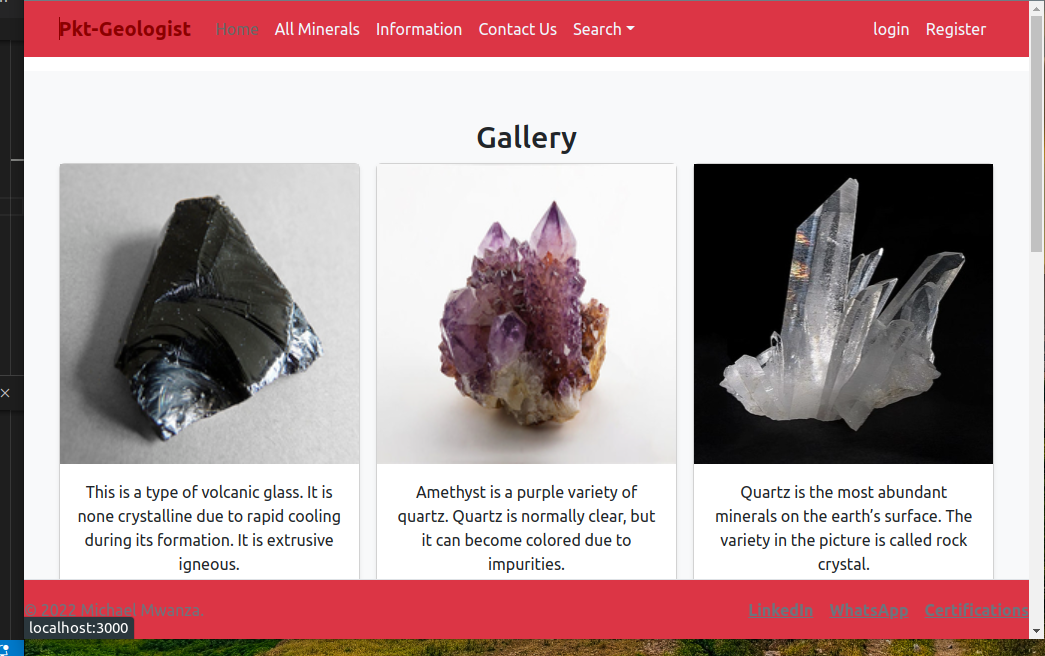 Pkt-Geologist Home All Minerals Information Contact Us Search login Register
Gallery
This is a type of volcanic glass. It is
none crystalline due to rapid cooling
during its formation. It is extrusive
igneous.
Amethyst is a purple variety of
quartz. Quartz is normally clear, but
it can become colored due to
impurities.
Quartz is the most abundant
minerals on the earth’s surface. The
variety in the picture is called rock
crystal.
© 2022 Michael Mwanza. LinkedIn WhatsApp Certifications
localhost:3000